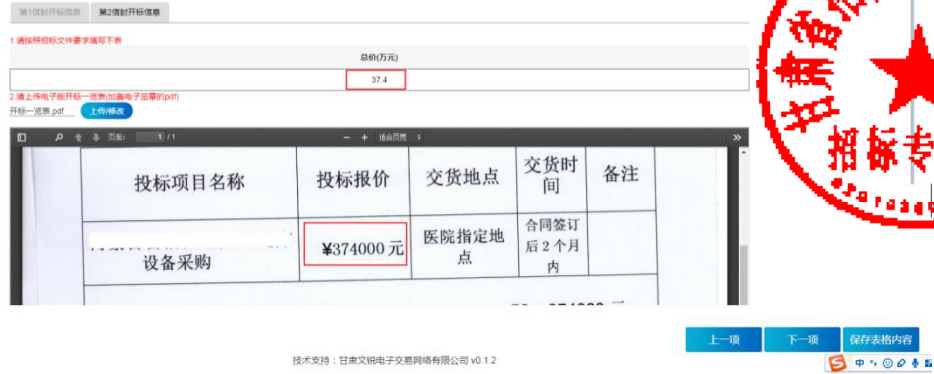 第1信封开标信息 第2信封开标信息
1.请按照招标文件要求填写下表
总价(万元)
37.4
2.请上传电子版开标一览表(加盖电子签章的pdf)
开标一览表.pdf 上传/修改
页面: 1 / 1 - + 适合页宽
投标项目名称 投标报价 交货地点 交货时间 备注
设备采购 ¥374000元 医院指定地点 合同签订后2个月内
上一项 下一项 保存表格内容
技术支持：甘肃文锐电子交易网络有限公司 v0.1.2
中